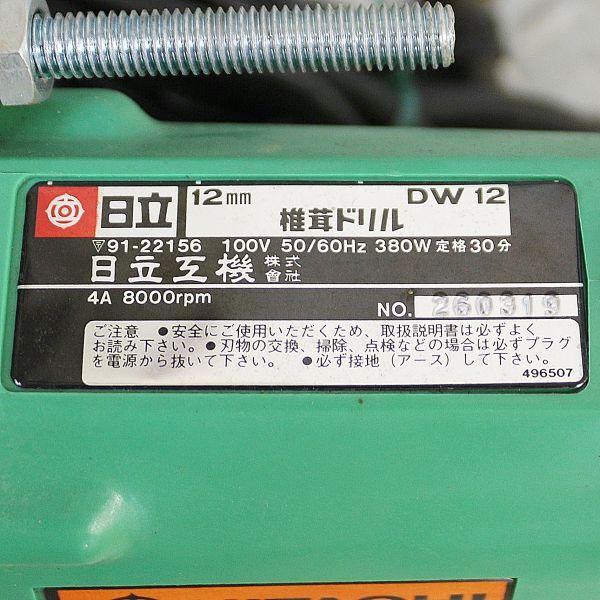 日立
12mm
DW 12
椎茸ドリル
91-22156 100V 50/60Hz 380W 定格30分
日立工機 株式會社
4A 8000rpm
NO. 260319
ご注意 ●安全にご使用いただくため、取扱説明書は必ずよく
お読み下さい。●刃物の交換、掃除、点検などの場合は必ずプラグ
を電源から抜いて下さい。 ●必ず接地(アース)して下さい。
496507
HITACHI